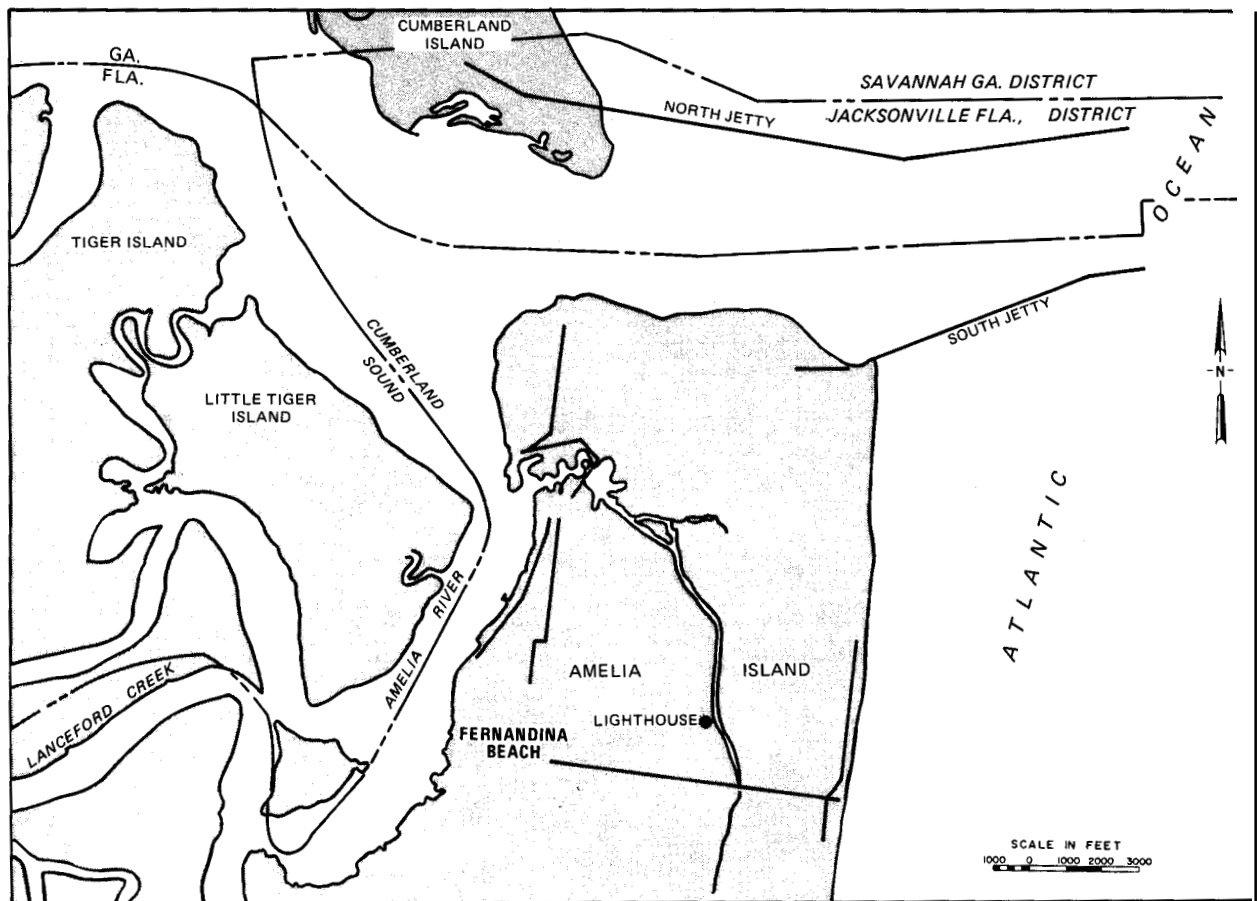 CUMBERLAND
ISLAND
GA.
FLA.
SAVANNAH GA. DISTRICT
JACKSONVILLE FLA., DISTRICT
NORTH JETTY
OCEAN
TIGER ISLAND
SOUTH JETTY
CUMBERLAND
SOUND
N
LITTLE TIGER
ISLAND
ATLANTIC
AMELIA RIVER
AMELIA ISLAND
LANCEFORD CREEK
LIGHTHOUSE
FERNANDINA
BEACH
SCALE IN FEET
1000 0 1000 2000 3000